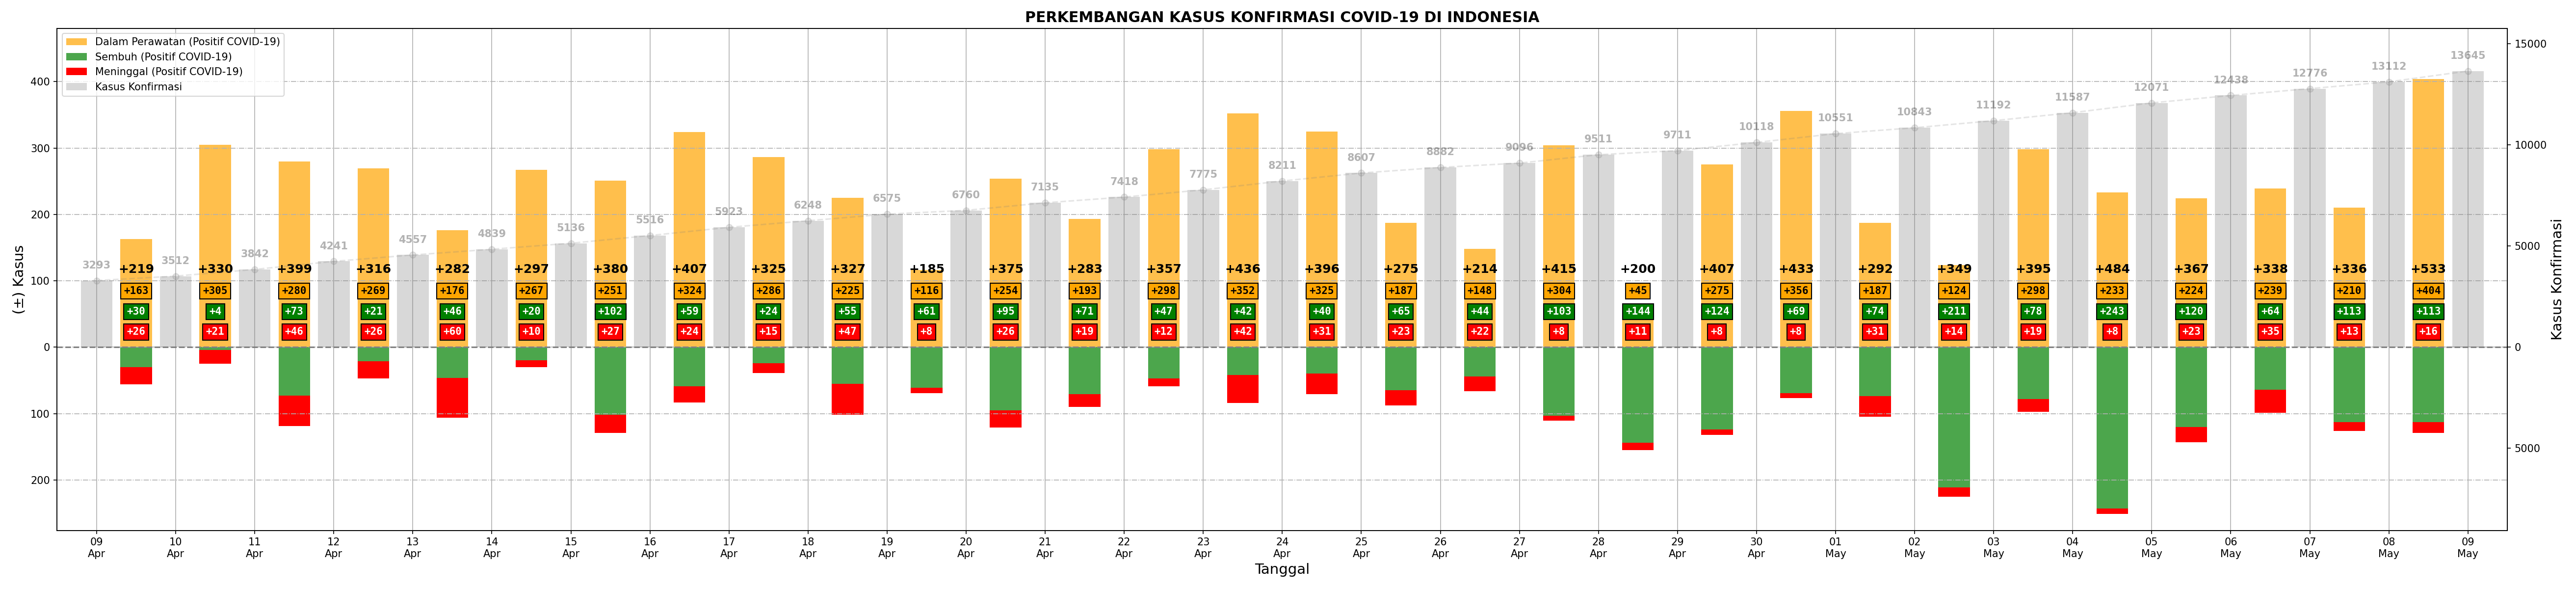 PERKEMBANGAN KASUS KONFIRMASI COVID-19 DI INDONESIA
Dalam Perawatan (Positif COVID-19)
Sembuh (Positif COVID-19)
Meninggal (Positif COVID-19)
Kasus Konfirmasi
(±) Kasus
400
300
200
100
0
100
200
15000
10000
5000
0
5000
Kasus Konfirmasi
3293 3512 3842 4241 4557 4839 5136 5516 5923 6248 6575 6760 7135 7418 7775 8211 8607 8882 9096 9511 9711 10118 10551 10843 11192 11587 12071 12438 12776 13112 13645
+219 +330 +399 +316 +282 +297 +380 +407 +325 +327 +185 +375 +283 +357 +436 +396 +275 +214 +415 +200 +407 +433 +292 +349 +395 +484 +367 +338 +336 +533
+163 +305 +280 +269 +176 +267 +251 +324 +286 +225 +116 +254 +193 +298 +352 +325 +187 +148 +304 +45 +275 +356 +187 +124 +298 +233 +224 +239 +210 +404
+30 +4 +73 +21 +46 +20 +102 +59 +24 +55 +61 +95 +71 +47 +42 +40 +65 +44 +103 +144 +124 +69 +74 +211 +78 +243 +120 +64 +113 +113
+26 +21 +46 +26 +60 +10 +27 +24 +15 +47 +8 +26 +19 +12 +42 +31 +23 +22 +8 +11 +8 +8 +31 +14 +19 +8 +23 +35 +13 +16
09 10 11 12 13 14 15 16 17 18 19 20 21 22 23 24 25 26 27 28 29 30 01 02 03 04 05 06 07 08 09
Apr Apr Apr Apr Apr Apr Apr Apr Apr Apr Apr Apr Apr Apr Apr Apr Apr Apr Apr Apr Apr Apr May May May May May May May May May
Tanggal